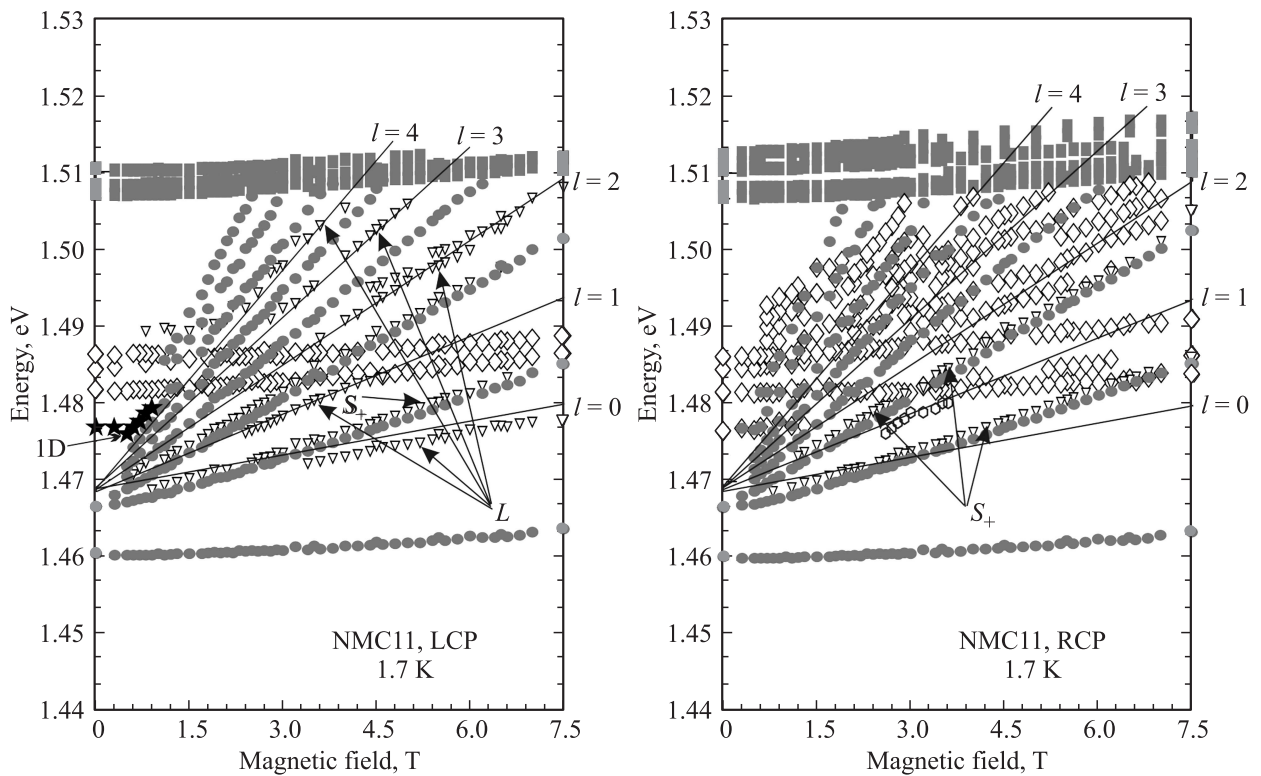 1.53
1.52
1.51
1.50
1.49
1.48
1.47
1.46
1.45
1.44
Energy, eV
l = 4
l = 3
l = 2
l = 1
l = 0
S+
L
1D
NMC11, LCP
1.7 K
0
1.5
3.0
4.5
6.0
7.5
Magnetic field, T
1.53
1.52
1.51
1.50
1.49
1.48
1.47
1.46
1.45
1.44
Energy, eV
l = 4
l = 3
l = 2
l = 1
l = 0
S+
NMC11, RCP
1.7 K
0
1.5
3.0
4.5
6.0
7.5
Magnetic field, T